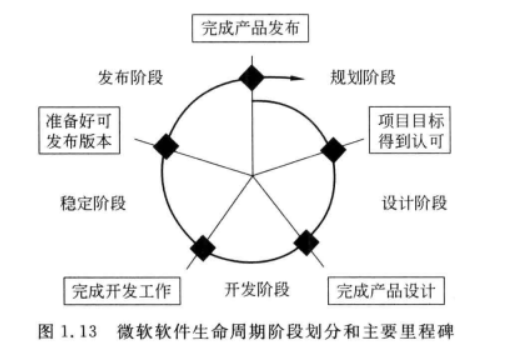 完成产品发布
发布阶段
规划阶段
准备好可
发布版本
项目目标
得到认可
稳定阶段
设计阶段
完成开发工作
开发阶段
完成产品设计
图 1.13 微软软件生命周期阶段划分和主要里程碑